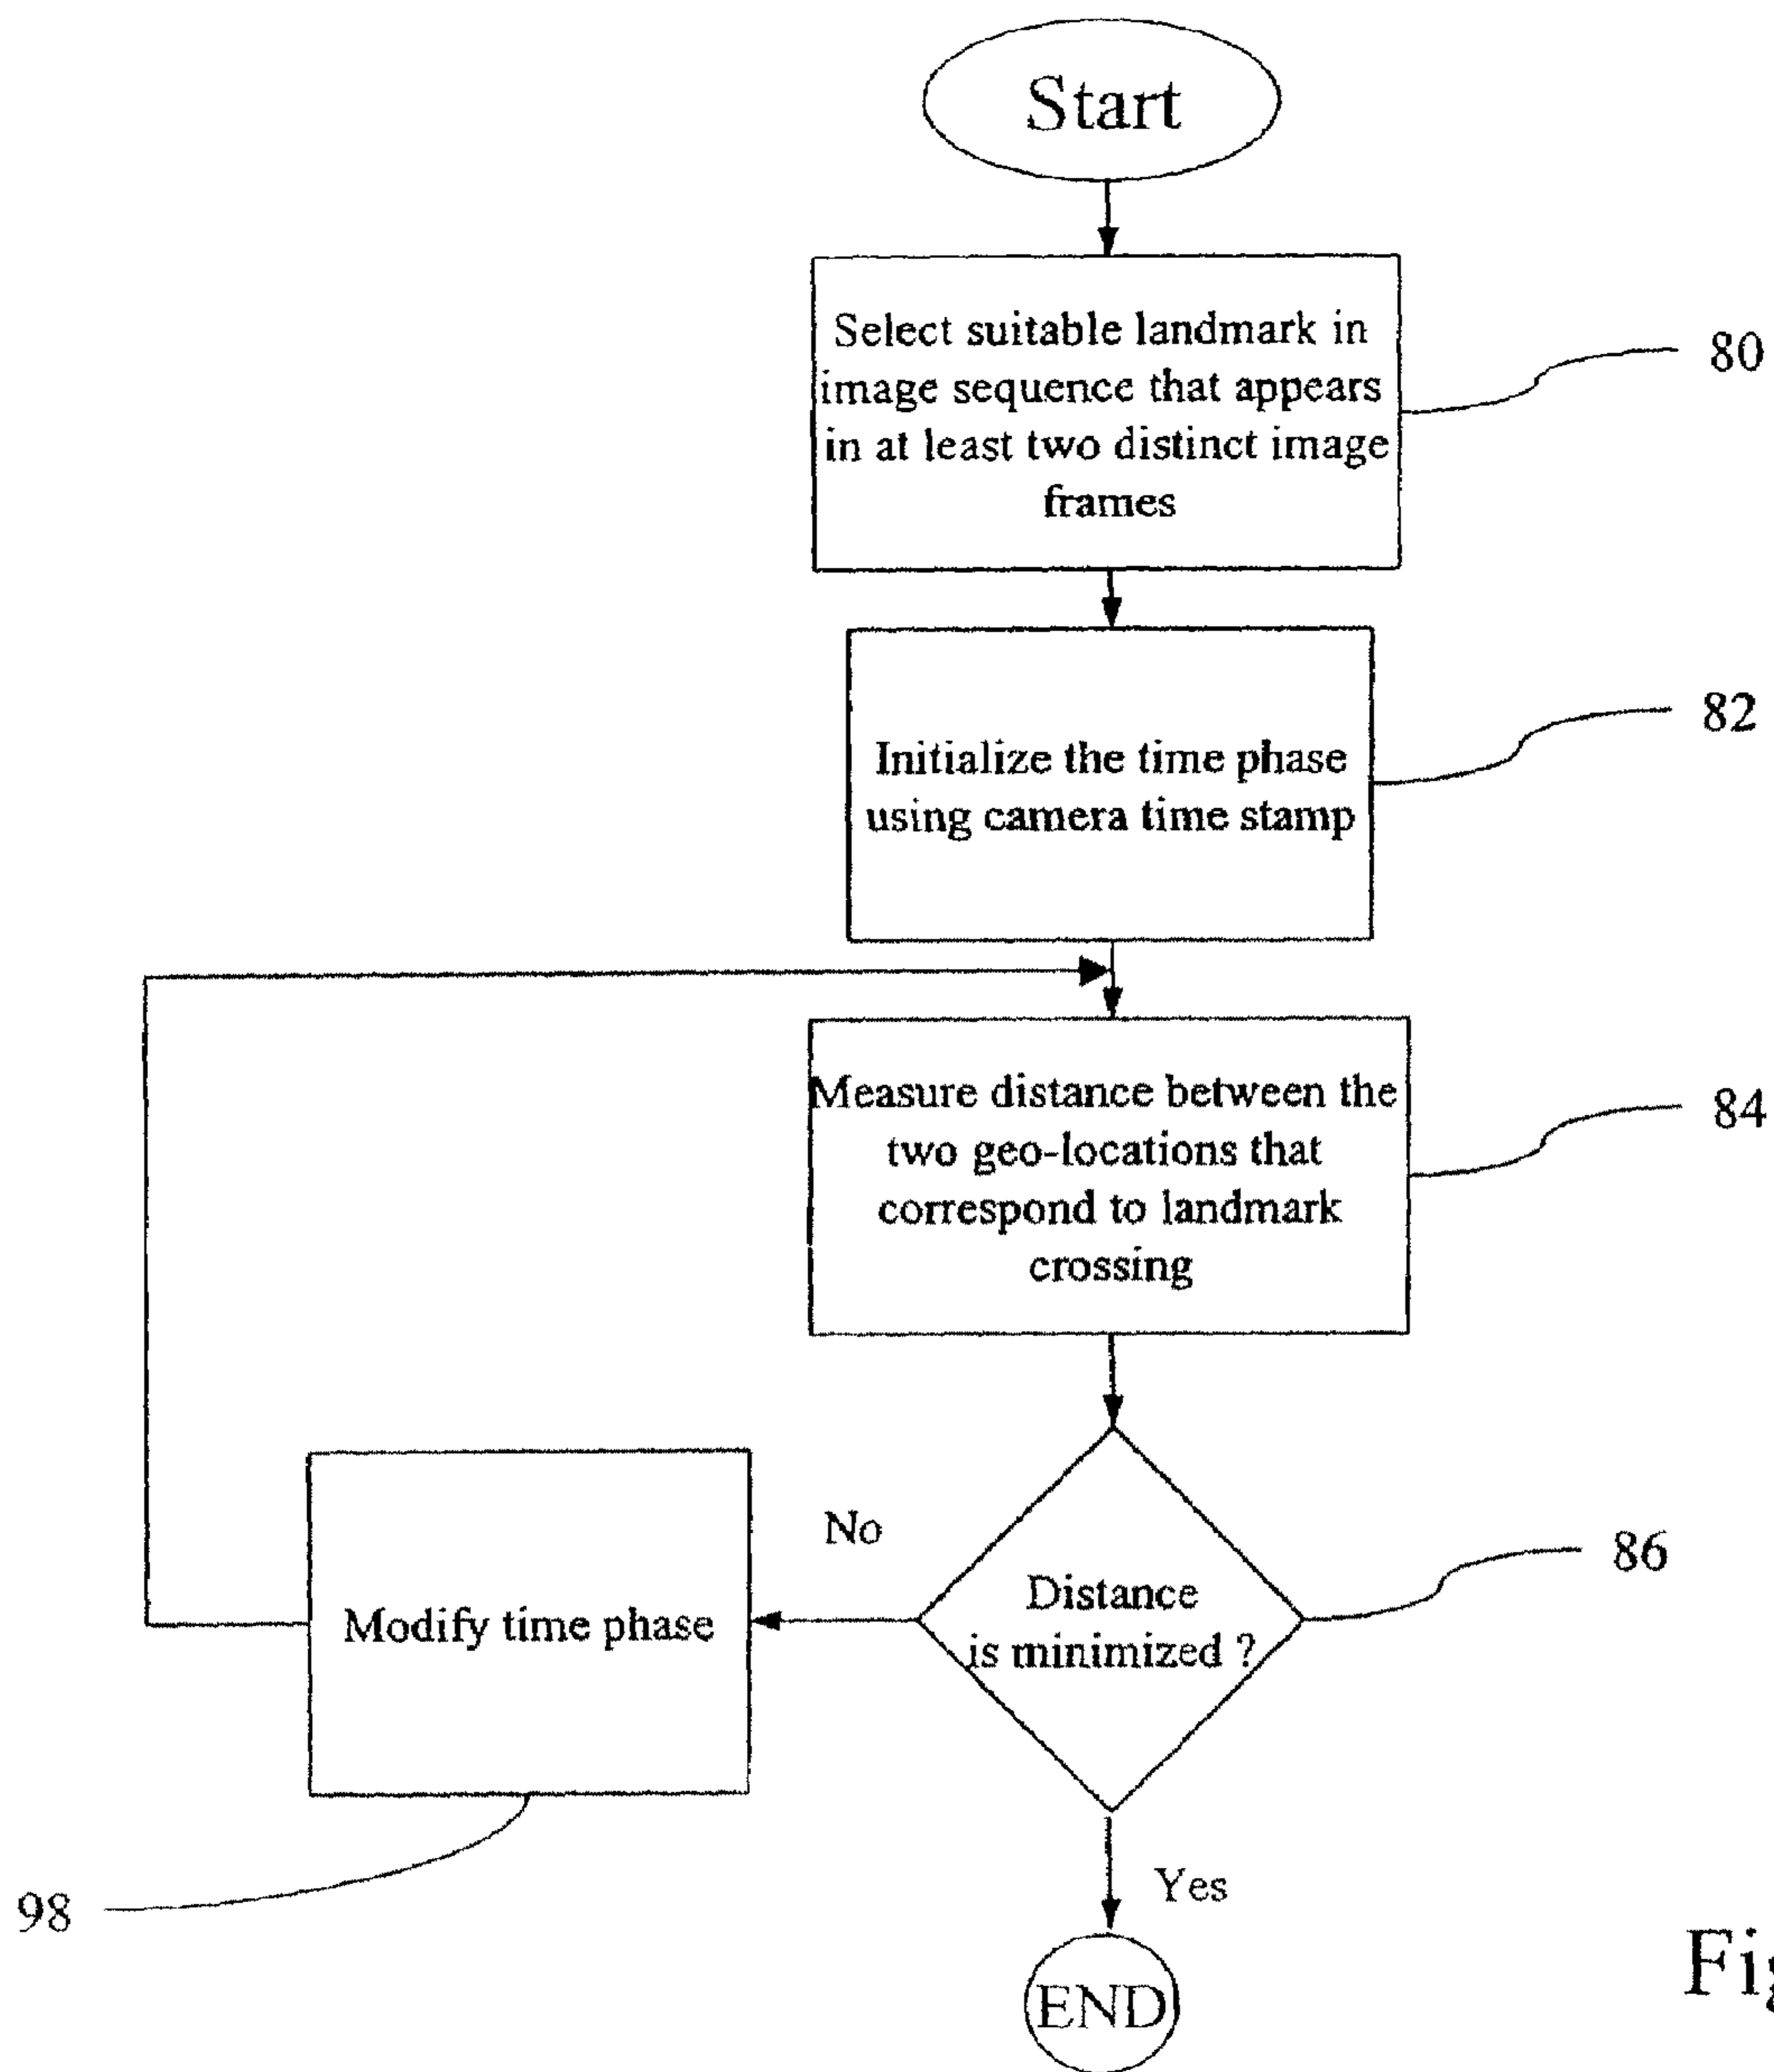 Start
Select suitable landmark in
image sequence that appears
in at least two distinct image
frames
80
Initialize the time phase
using camera time stamp
82
Measure distance between the
two geo-locations that
correspond to landmark
crossing
84
Distance
is minimized ?
86
No
Modify time phase
98
Yes
END
Fig